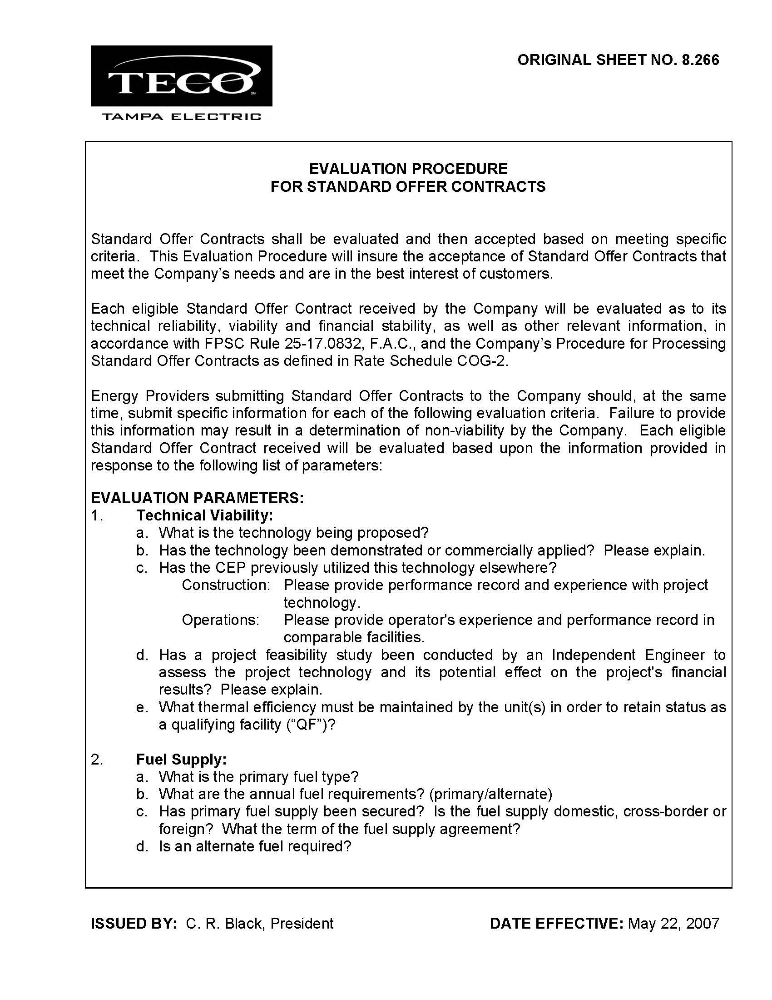 TECO
SM
TAMPA ELECTRIC
ORIGINAL SHEET NO. 8.266
EVALUATION PROCEDURE
FOR STANDARD OFFER CONTRACTS
Standard Offer Contracts shall be evaluated and then accepted based on meeting specific
criteria.  This Evaluation Procedure will insure the acceptance of Standard Offer Contracts that
meet the Company’s needs and are in the best interest of customers.
Each eligible Standard Offer Contract received by the Company will be evaluated as to its
technical reliability, viability and financial stability, as well as other relevant information, in
accordance with FPSC Rule 25-17.0832, F.A.C., and the Company’s Procedure for Processing
Standard Offer Contracts as defined in Rate Schedule COG-2.
Energy Providers submitting Standard Offer Contracts to the Company should, at the same
time, submit specific information for each of the following evaluation criteria.  Failure to provide
this information may result in a determination of non-viability by the Company.  Each eligible
Standard Offer Contract received will be evaluated based upon the information provided in
response to the following list of parameters:
EVALUATION PARAMETERS:
1. Technical Viability:
a. What is the technology being proposed?
b. Has the technology been demonstrated or commercially applied?  Please explain.
c. Has the CEP previously utilized this technology elsewhere?
Construction: Please provide performance record and experience with project
technology.
Operations: Please provide operator's experience and performance record in
comparable facilities.
d. Has a project feasibility study been conducted by an Independent Engineer to
assess the project technology and its potential effect on the project's financial
results?  Please explain.
e. What thermal efficiency must be maintained by the unit(s) in order to retain status as
a qualifying facility (“QF”)?
2. Fuel Supply:
a. What is the primary fuel type?
b. What are the annual fuel requirements? (primary/alternate)
c. Has primary fuel supply been secured?  Is the fuel supply domestic, cross-border or
foreign?  What the term of the fuel supply agreement?
d. Is an alternate fuel required?
ISSUED BY: C. R. Black, President
DATE EFFECTIVE: May 22, 2007